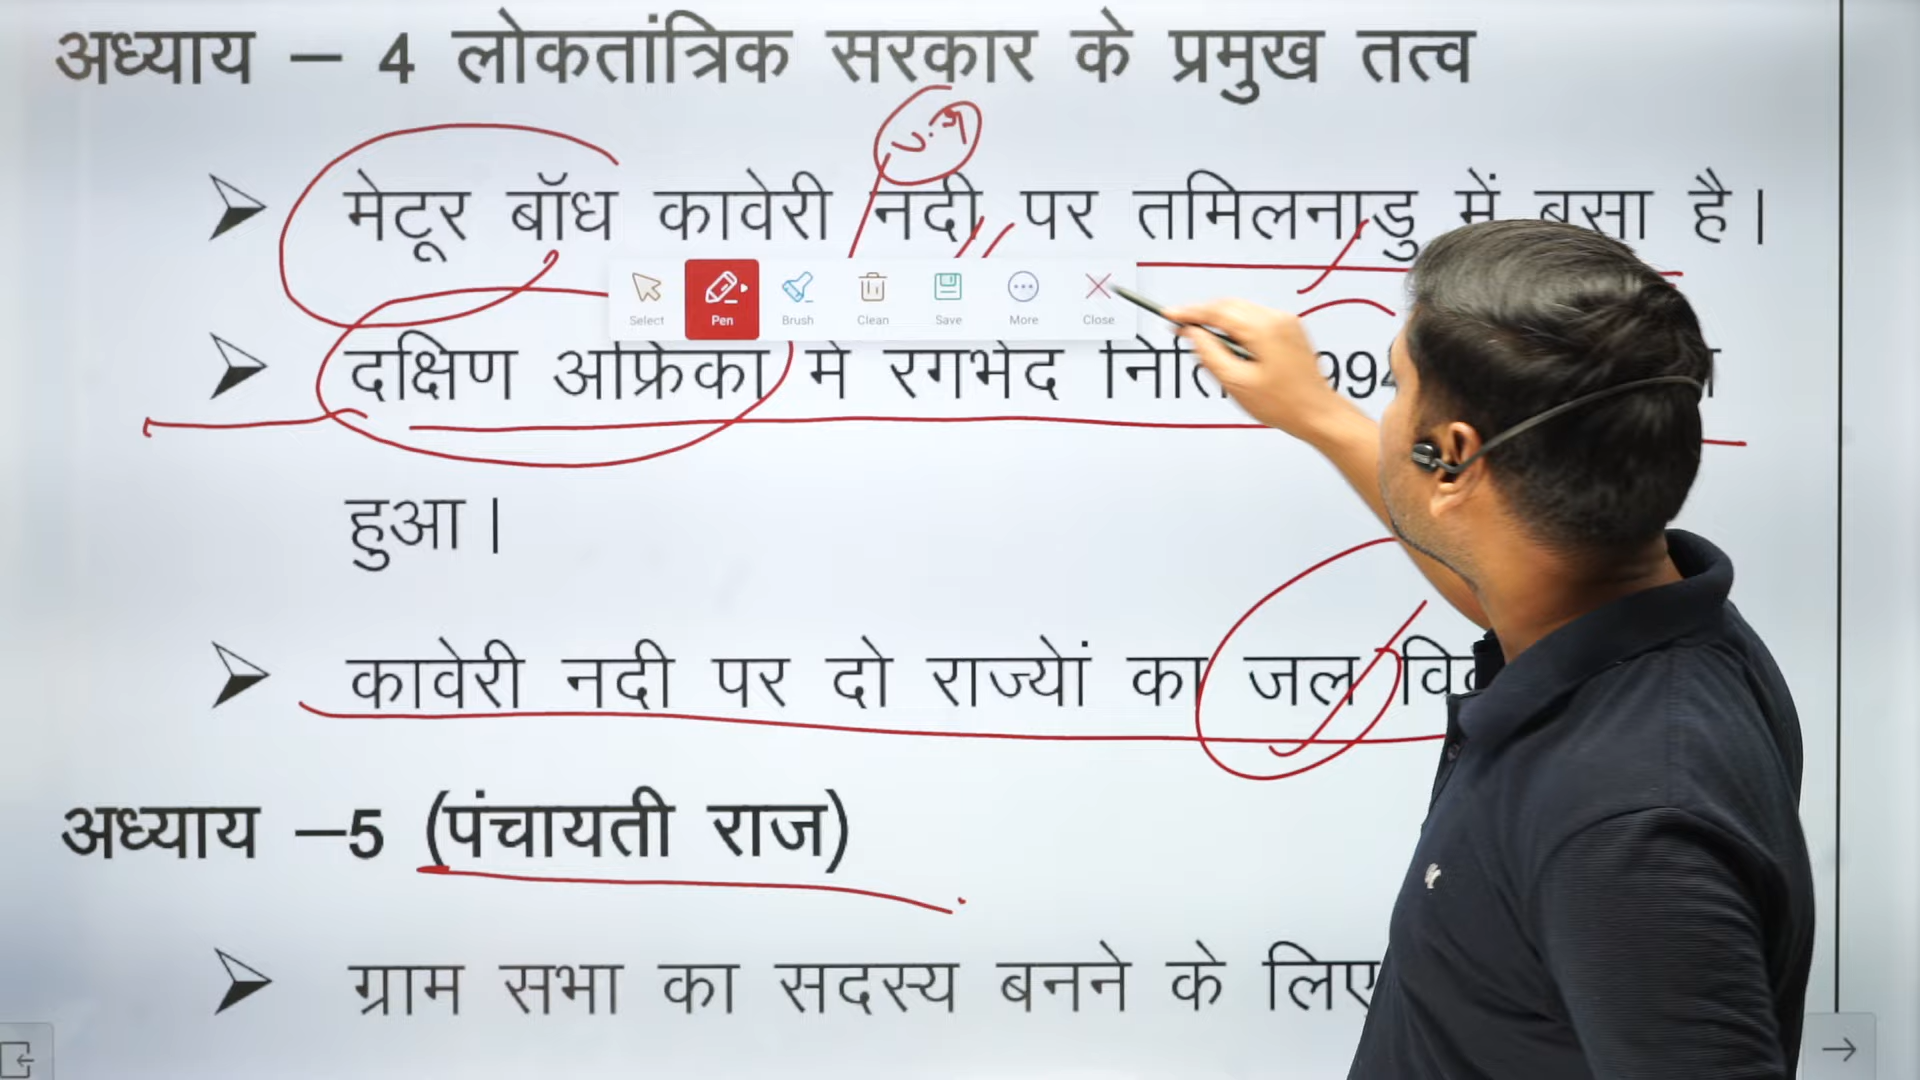 अध्याय – 4 लोकतांत्रिक सरकार के प्रमुख तत्व
मेटूर बॉध कावेरी नदी पर तमिलनाडु में बसा है।
Select Pen Brush Clean Save More Close
दक्षिण अफ्रिका मे रगभेद निति
हुआ।
कावेरी नदी पर दो राज्येां का जल
अध्याय –5 (पंचायती राज)
ग्राम सभा का सदस्य बनने के लिए